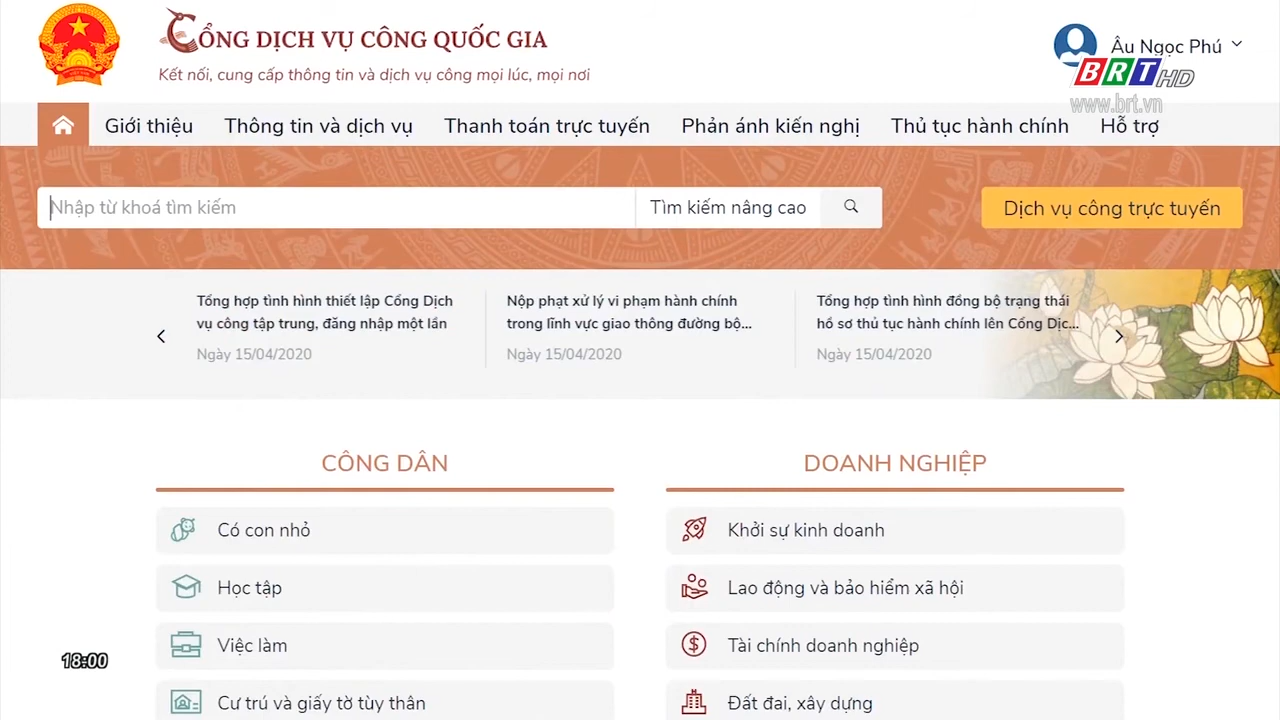 CỔNG DỊCH VỤ CÔNG QUỐC GIA
Kết nối, cung cấp thông tin và dịch vụ công mọi lúc, mọi nơi
Âu Ngọc Phú
BRT HD
www.brt.vn
Giới thiệu
Thông tin và dịch vụ
Thanh toán trực tuyến
Phản ánh kiến nghị
Thủ tục hành chính
Hỗ trợ
Nhập từ khoá tìm kiếm
Tìm kiếm nâng cao
Dịch vụ công trực tuyến
Tổng hợp tình hình thiết lập Cổng Dịch
vụ công tập trung, đăng nhập một lần
Ngày 15/04/2020
Nộp phạt xử lý vi phạm hành chính
trong lĩnh vực giao thông đường bộ...
Ngày 15/04/2020
Tổng hợp tình hình đồng bộ trạng thái
hồ sơ thủ tục hành chính lên Cổng Dịc...
Ngày 15/04/2020
CÔNG DÂN
Có con nhỏ
Học tập
Việc làm
Cư trú và giấy tờ tùy thân
DOANH NGHIỆP
Khởi sự kinh doanh
Lao động và bảo hiểm xã hội
Tài chính doanh nghiệp
Đất đai, xây dựng
18:00